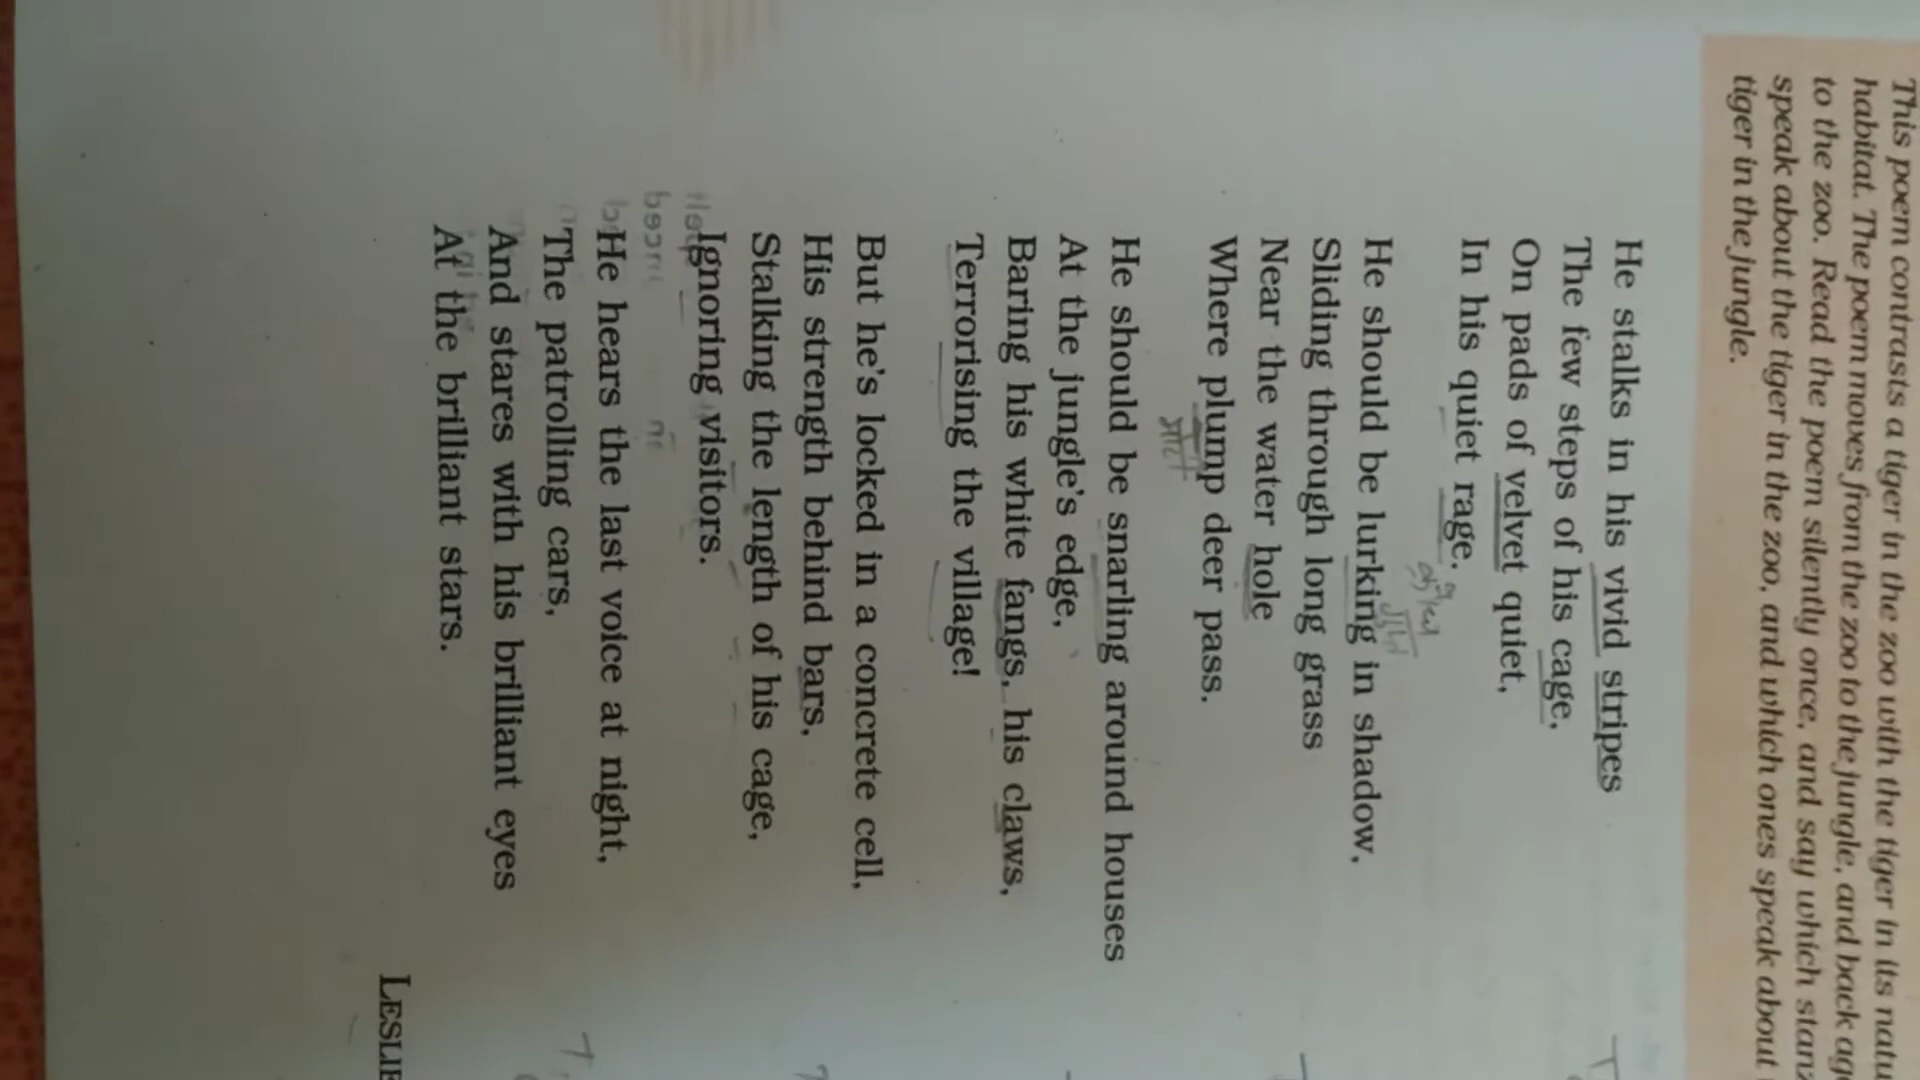 This poem contrasts a tiger in the zoo with the tiger in its
habitat. The poem moves from the zoo to the jungle, and back
to the zoo. Read the poem silently once, and say which
speak about the tiger in the zoo, and which ones speak about
tiger in the jungle.
He stalks in his vivid stripes
The few steps of his cage,
On pads of velvet quiet,
In his quiet rage.
He should be lurking in shadow,
Sliding through long grass
Near the water hole
Where plump deer pass.
He should be snarling around houses
At the jungle's edge,
Baring his white fangs, his claws,
Terrorising the village!
But he's locked in a concrete cell,
His strength behind bars,
Stalking the length of his cage,
Ignoring visitors.
He hears the last voice at night,
The patrolling cars,
And stares with his brilliant eyes
At the brilliant stars.